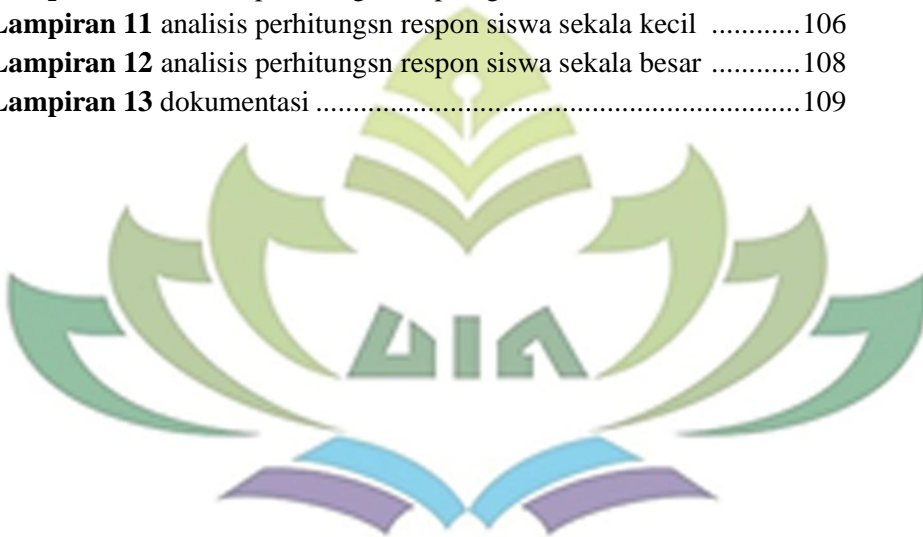 Lampiran 11 analisis perhitungsn respon siswa sekala kecil ............106
Lampiran 12 analisis perhitungsn respon siswa sekala besar ............108
Lampiran 13 dokumentasi ................................................................109
UIN